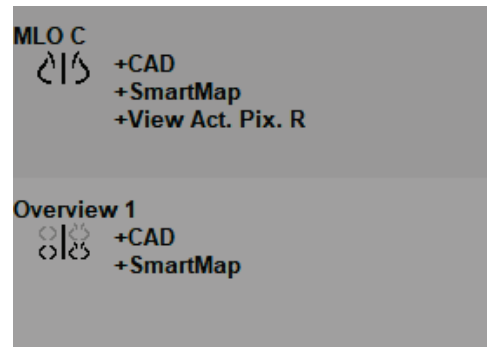 MLO C
+CAD
+SmartMap
+View Act. Pix. R
Overview 1
+CAD
+SmartMap